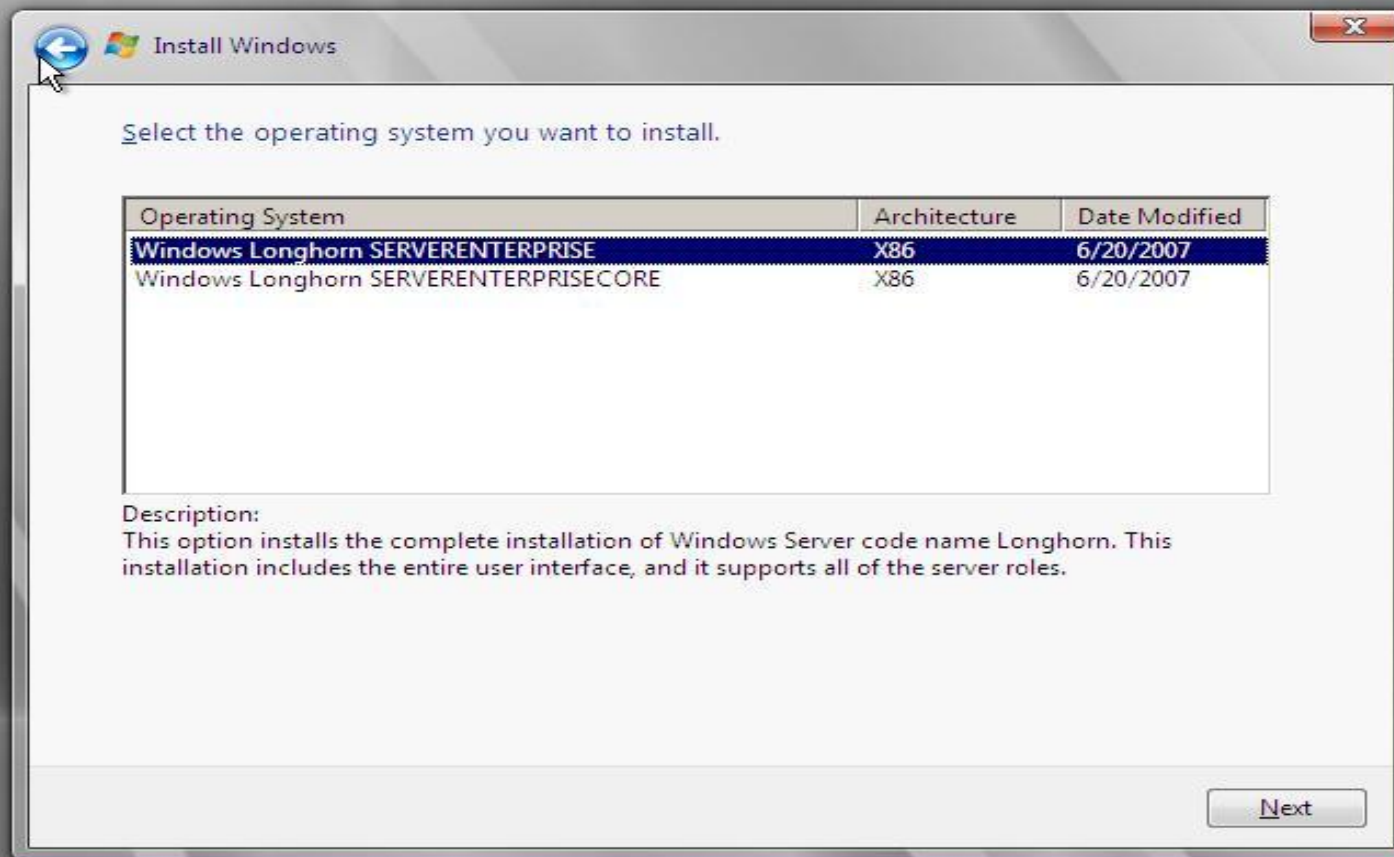 Install Windows
Select the operating system you want to install.
Operating System Architecture Date Modified
Windows Longhorn SERVERENTERPRISE X86 6/20/2007
Windows Longhorn SERVERENTERPRISECORE X86 6/20/2007
Description:
This option installs the complete installation of Windows Server code name Longhorn. This
installation includes the entire user interface, and it supports all of the server roles.
Next